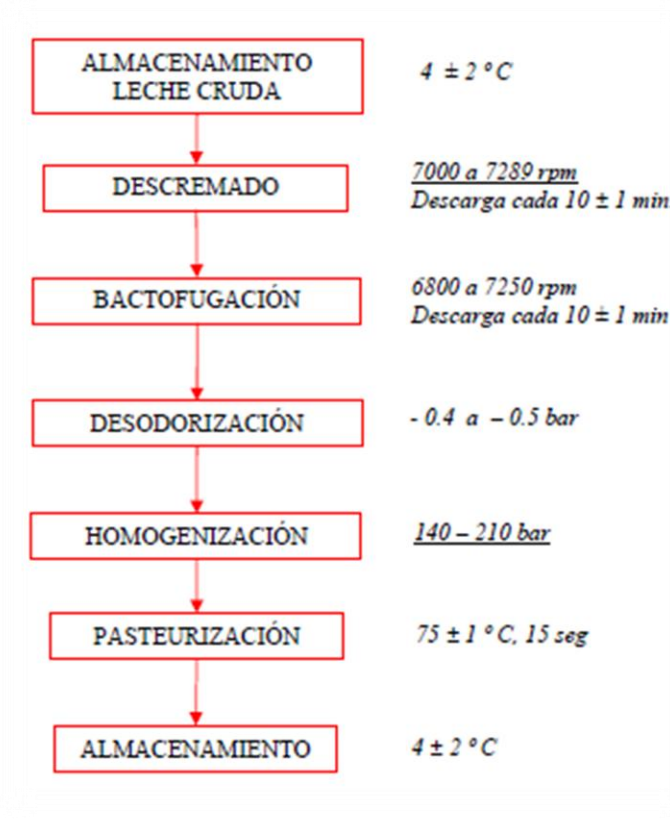 ALMACENAMIENTO
LECHE CRUDA
4 ± 2 º C
DESCREMADO
7000 a 7289 rpm
Descarga cada 10 ± 1 min
BACTOFUGACIÓN
6800 a 7250 rpm
Descarga cada 10 ± 1 min
DESODORIZACIÓN
- 0.4 a – 0.5 bar
HOMOGENIZACIÓN
140 – 210 bar
PASTEURIZACIÓN
75 ± 1 º C, 15 seg
ALMACENAMIENTO
4 ± 2 º C